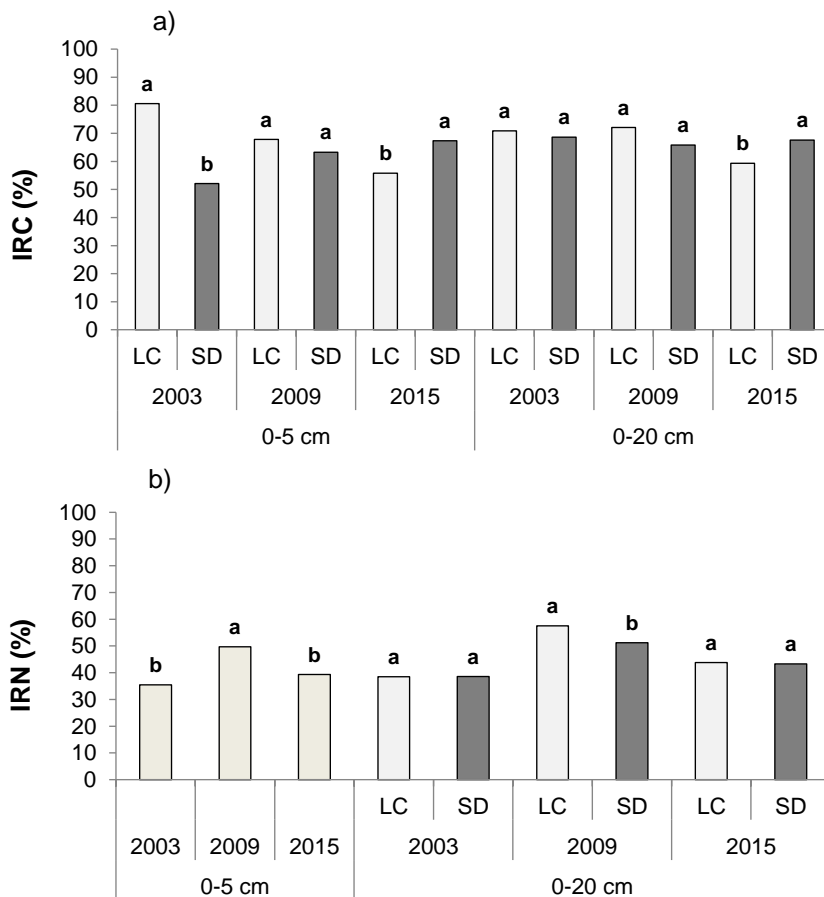 a)
100
90
80
70
60
50
40
30
20
10
0
IRC (%)
a
b
a
a
b
a
a
a
a
a
b
a
LC SD LC SD LC SD LC SD LC SD LC SD
2003 2009 2015 2003 2009 2015
0-5 cm 0-20 cm
b)
100
90
80
70
60
50
40
30
20
10
0
IRN (%)
b
a
b
a
a
a
b
a
a
LC SD LC SD LC SD
2003 2009 2015 2003 2009 2015
0-5 cm 0-20 cm